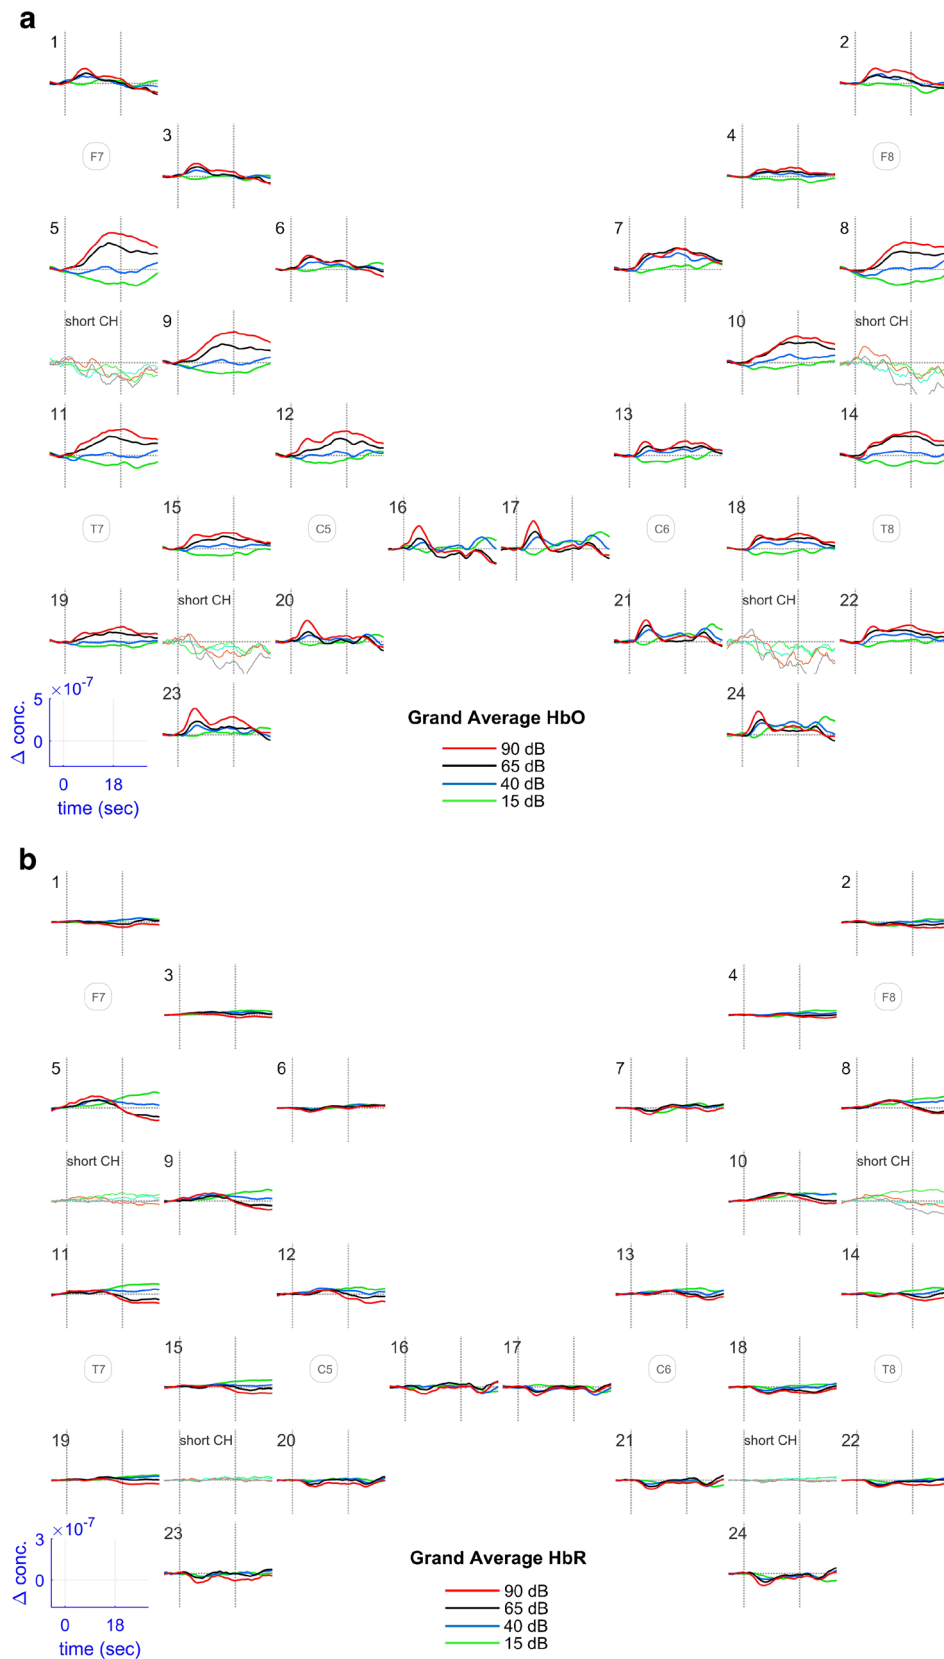 a
1
2
F7
3
4
F8
5
6
7
8
short CH
9
10
short CH
11
12
13
14
T7
15
C5
16
17
C6
18
T8
19
short CH
20
21
short CH
22
5 ×10⁻⁷
0
Δ conc.
0 18
time (sec)
23
Grand Average HbO
90 dB
65 dB
40 dB
15 dB
24
b
1
2
F7
3
4
F8
5
6
7
8
short CH
9
10
short CH
11
12
13
14
T7
15
C5
16
17
C6
18
T8
19
short CH
20
21
short CH
22
3 ×10⁻⁷
0
Δ conc.
0 18
time (sec)
23
Grand Average HbR
90 dB
65 dB
40 dB
15 dB
24